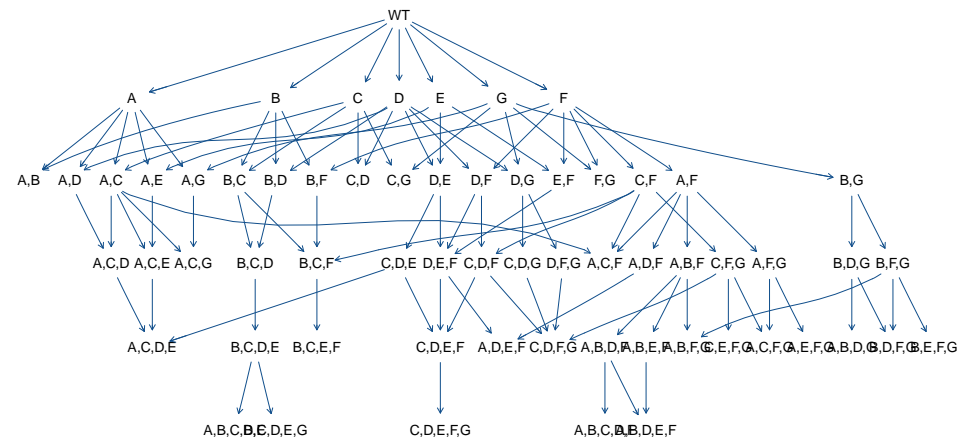 WT
A B C D E G F
A,B A,D A,C A,E A,G B,C B,D B,F C,D C,G D,E D,F D,G E,F F,G C,F A,F B,G
A,C,D A,C,E A,C,G B,C,D B,C,F C,D,E D,E,F C,D,F C,D,G D,F,G A,C,F A,D,F A,B,F C,F,G A,F,G B,D,G B,F,G
A,C,D,E B,C,D,E B,C,E,F C,D,E,F A,D,E,F C,D,F,G A,B,D,F A,B,E,F A,B,F,G C,E,F,G A,C,F,G A,E,F,G A,B,D,G B,D,F,G B,E,F,G
A,B,C,D,E B,C,D,E,G C,D,E,F,G A,B,C,D,F A,B,D,E,F